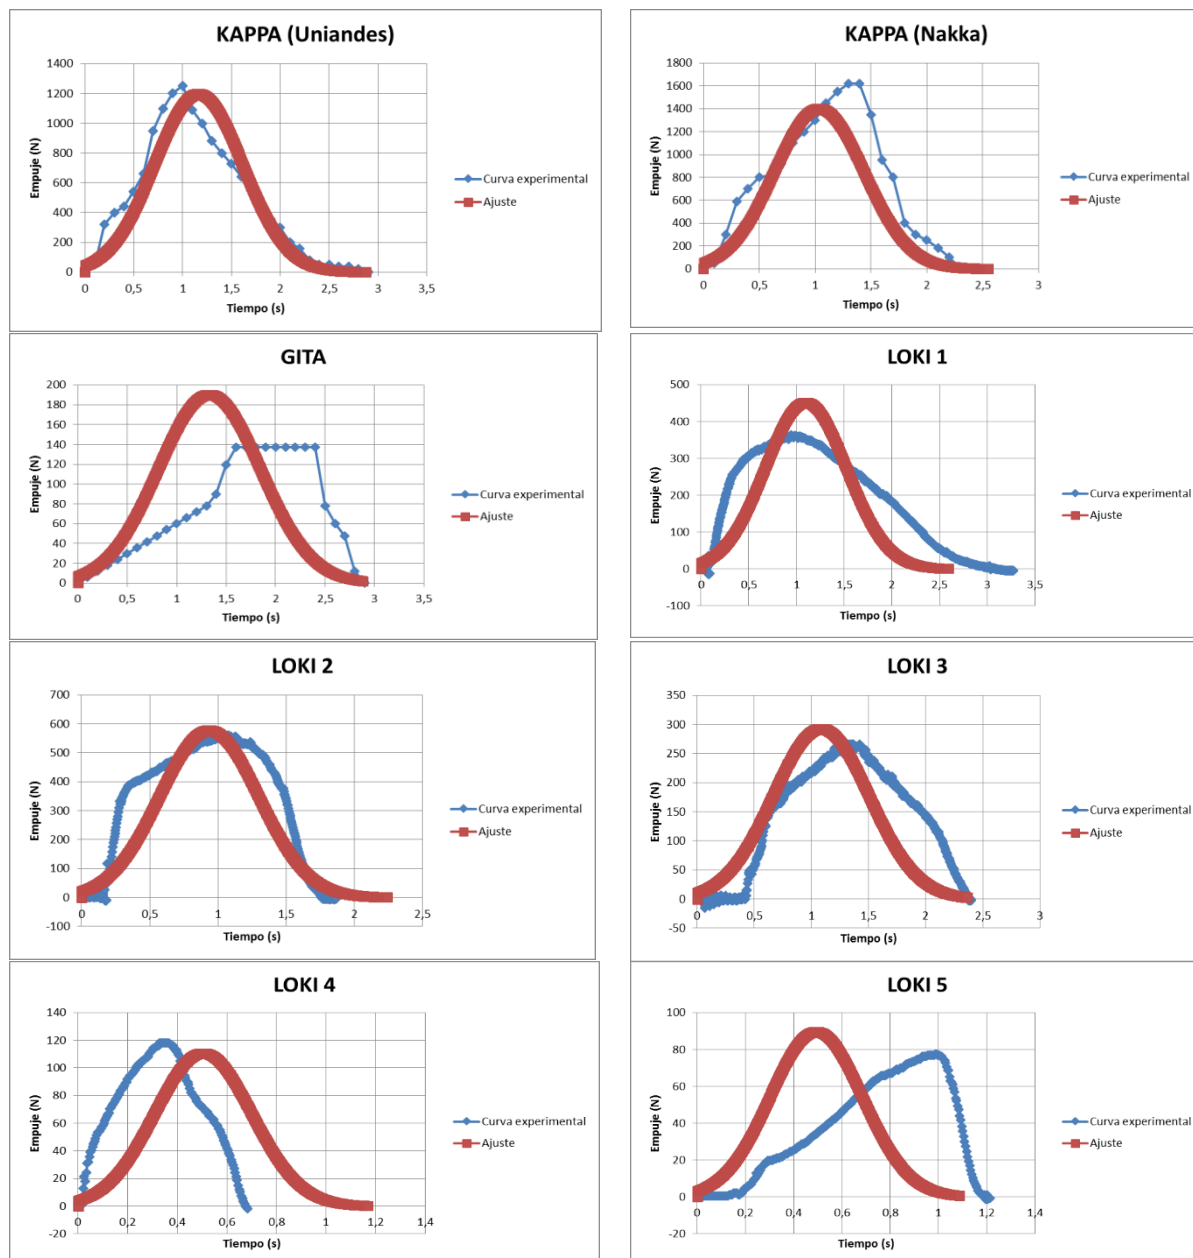 KAPPA (Uniandes)
Empuje (N)
1400
1200
1000
800
600
400
200
0
0 0,5 1 1,5 2 2,5 3 3,5
Tiempo (s)
Curva experimental
Ajuste
KAPPA (Nakka)
Empuje (N)
1800
1600
1400
1200
1000
800
600
400
200
0
0 0,5 1 1,5 2 2,5 3
Tiempo (s)
Curva experimental
Ajuste
GITA
Empuje (N)
200
180
160
140
120
100
80
60
40
20
0
0 0,5 1 1,5 2 2,5 3 3,5
Tiempo (s)
Curva experimental
Ajuste
LOKI 1
Empuje (N)
500
400
300
200
100
0
-100
0 0,5 1 1,5 2 2,5 3 3,5
Tiempo (s)
Curva experimental
Ajuste
LOKI 2
Empuje (N)
700
600
500
400
300
200
100
0
-100
0 0,5 1 1,5 2 2,5
Tiempo (s)
Curva experimental
Ajuste
LOKI 3
Empuje (N)
350
300
250
200
150
100
50
0
-50
0 0,5 1 1,5 2 2,5 3
Tiempo (s)
Curva experimental
Ajuste
LOKI 4
Empuje (N)
140
120
100
80
60
40
20
0
-20
0 0,2 0,4 0,6 0,8 1 1,2 1,4
Tiempo (s)
Curva experimental
Ajuste
LOKI 5
Empuje (N)
100
80
60
40
20
0
-20
0 0,2 0,4 0,6 0,8 1 1,2 1,4
Tiempo (s)
Curva experimental
Ajuste